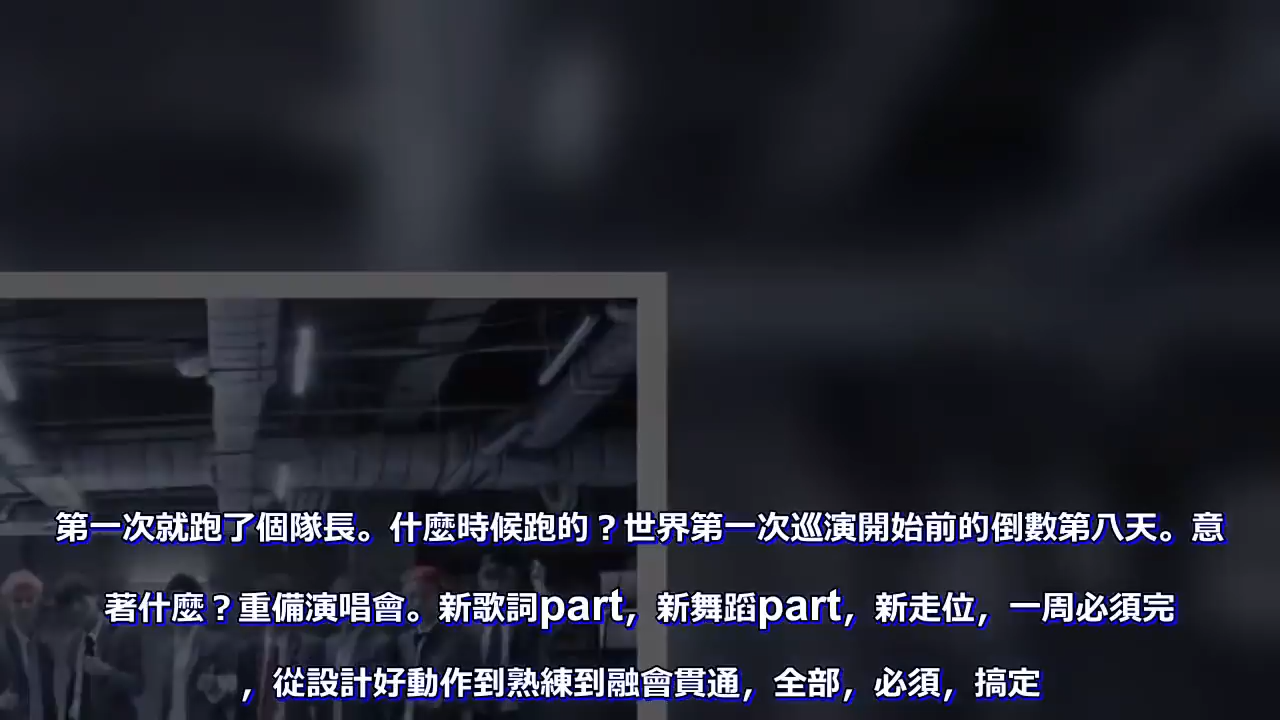 第一次就跑了個隊長。什麼時候跑的？世界第一次巡演開始前的倒數第八天。意
著什麼？重備演唱會。新歌詞part，新舞蹈part，新走位，一周必須完
，從設計好動作到熟練到融會貫通，全部，必須，搞定